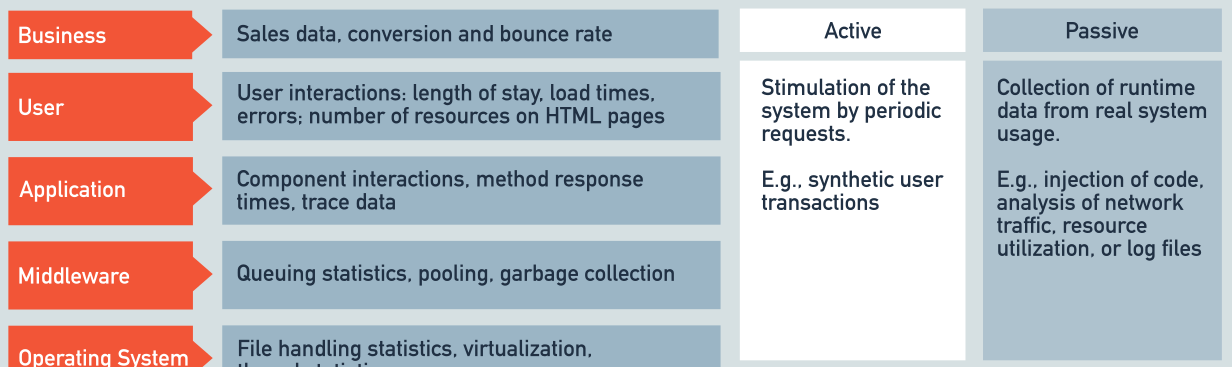 Business
Sales data, conversion and bounce rate
User
User interactions: length of stay, load times,
errors; number of resources on HTML pages
Application
Component interactions, method response
times, trace data
Middleware
Queuing statistics, pooling, garbage collection
Operating System
File handling statistics, virtualization,
Active
Stimulation of the
system by periodic
requests.
E.g., synthetic user
transactions
Passive
Collection of runtime
data from real system
usage.
E.g., injection of code,
analysis of network
traffic, resource
utilization, or log files